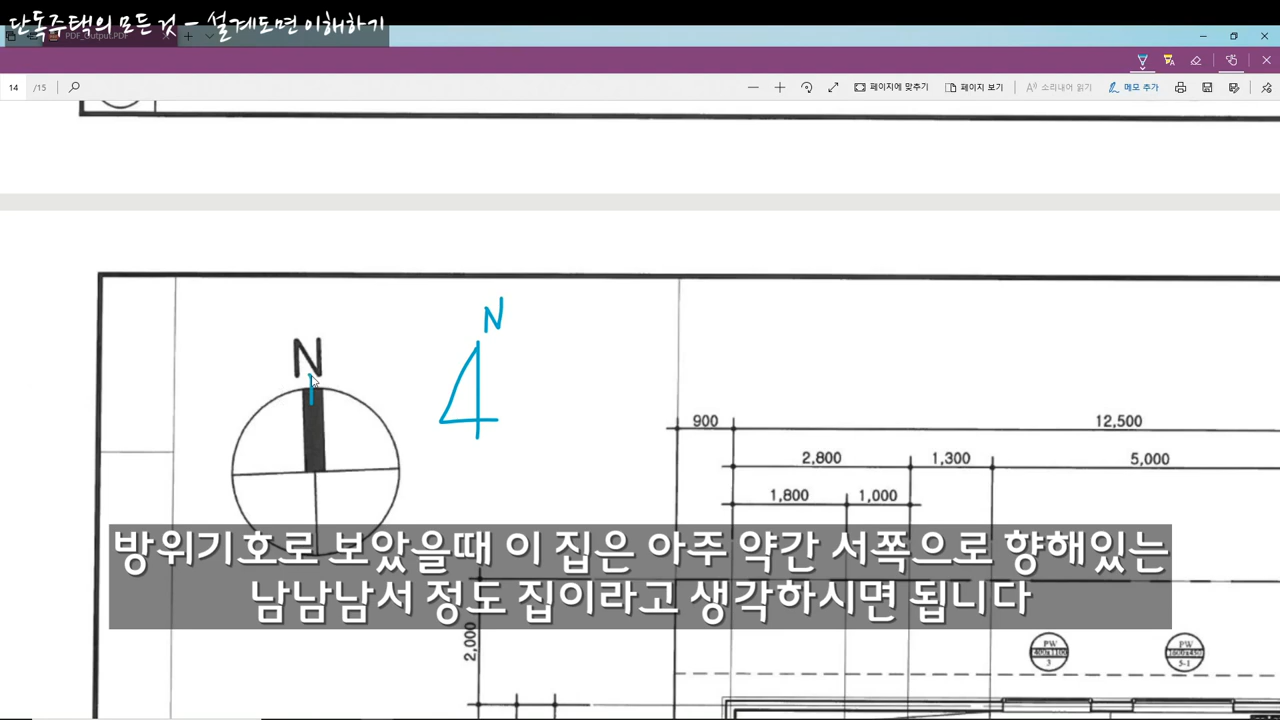 단독주택의 모든 것 - 설계도면 이해하기
PDF_Output.PDF
14 /15
페이지에 맞추기
페이지 보기
소리내어 읽기
메모 추가
N
N
900
12,500
2,800
1,300
5,000
1,800
1,000
방위기호로 보았을때 이 집은 아주 약간 서쪽으로 향해있는
남남남서 정도 집이라고 생각하시면 됩니다
2,000
PW
3
PW
5-1